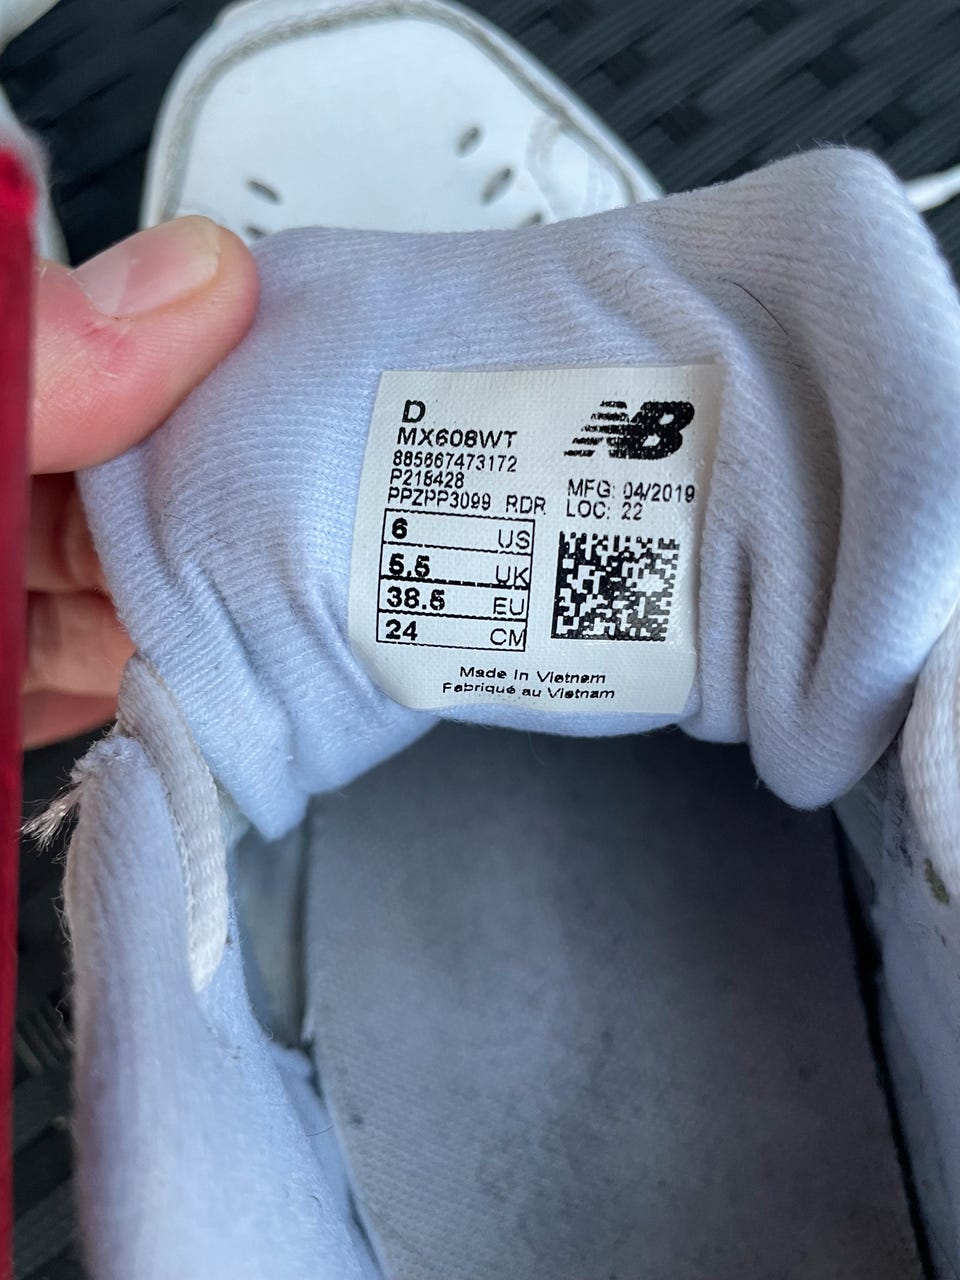 D
MX608WT
885667473172
P218428
PPZPP3099 RDR
6 US
5.5 UK
38.5 EU
24 CM
NB
MFG: 04/2019
LOC: 22
Made in Vietnam
Fabriqué au Vietnam